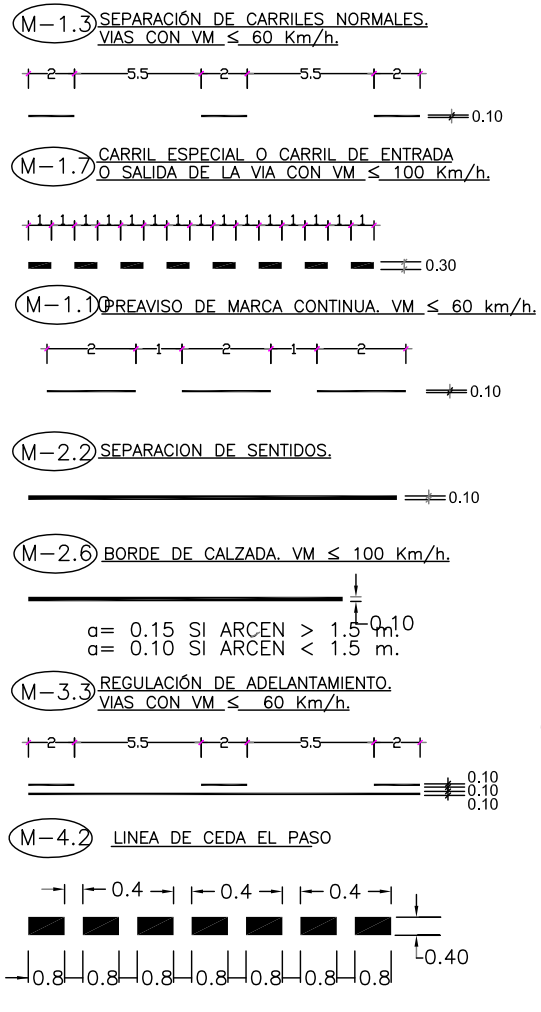 M-1.3 SEPARACIÓN DE CARRILES NORMALES.
VIAS CON VM ≤ 60 Km/h.
2 5.5 2 5.5 2
0.10
M-1.7 CARRIL ESPECIAL O CARRIL DE ENTRADA
O SALIDA DE LA VIA CON VM ≤ 100 Km/h.
1 1 1 1 1 1 1 1 1 1 1 1 1 1 1
0.30
M-1.10 PREAVISO DE MARCA CONTINUA. VM ≤ 60 km/h.
2 1 2 1 2
0.10
M-2.2 SEPARACION DE SENTIDOS.
0.10
M-2.6 BORDE DE CALZADA. VM ≤ 100 Km/h.
0.10
a= 0.15 SI ARCEN > 1.5 m.
a= 0.10 SI ARCEN < 1.5 m.
M-3.3 REGULACIÓN DE ADELANTAMIENTO.
VIAS CON VM ≤ 60 Km/h.
2 5.5 2 5.5 2
0.10
0.10
0.10
M-4.2 LINEA DE CEDA EL PASO
0.4 0.4 0.4
0.40
0.8 0.8 0.8 0.8 0.8 0.8 0.8